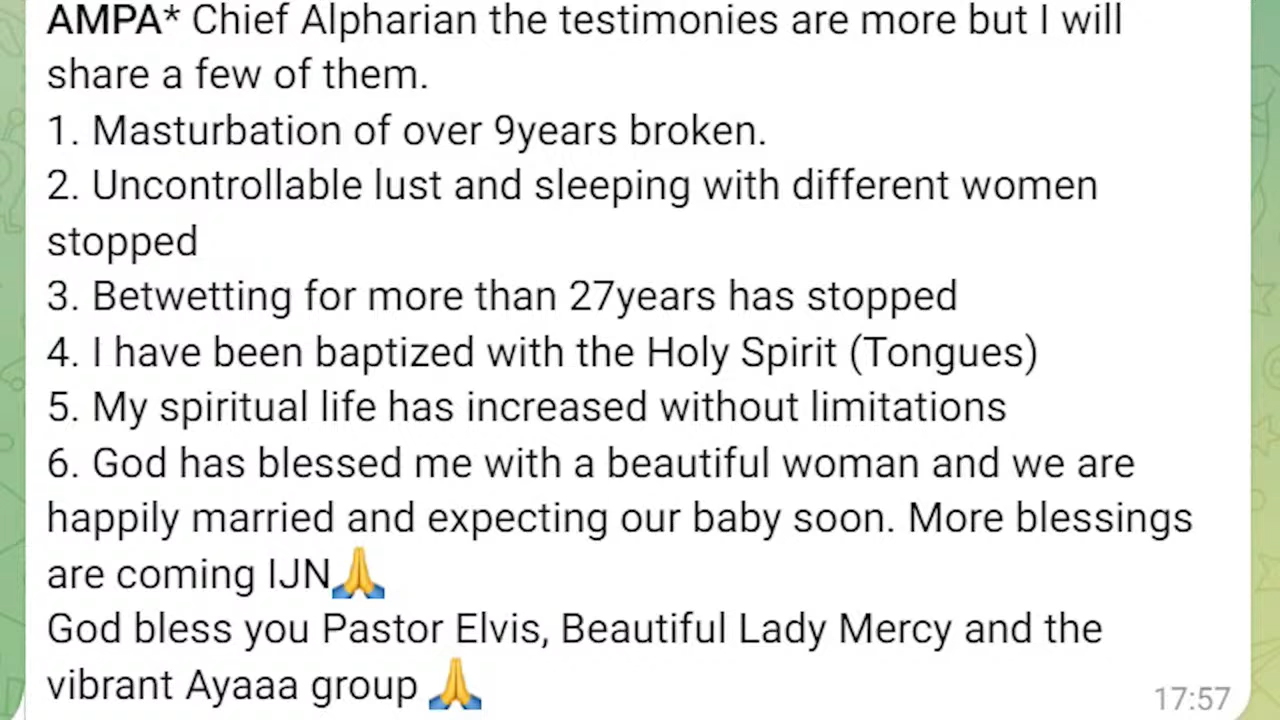 AMPA* Chief Alpharian the testimonies are more but I will
share a few of them.
1. Masturbation of over 9years broken.
2. Uncontrollable lust and sleeping with different women
stopped
3. Betwetting for more than 27years has stopped
4. I have been baptized with the Holy Spirit (Tongues)
5. My spiritual life has increased without limitations
6. God has blessed me with a beautiful woman and we are
happily married and expecting our baby soon. More blessings
are coming IJN🙏
God bless you Pastor Elvis, Beautiful Lady Mercy and the
vibrant Ayaaa group 🙏
17:57